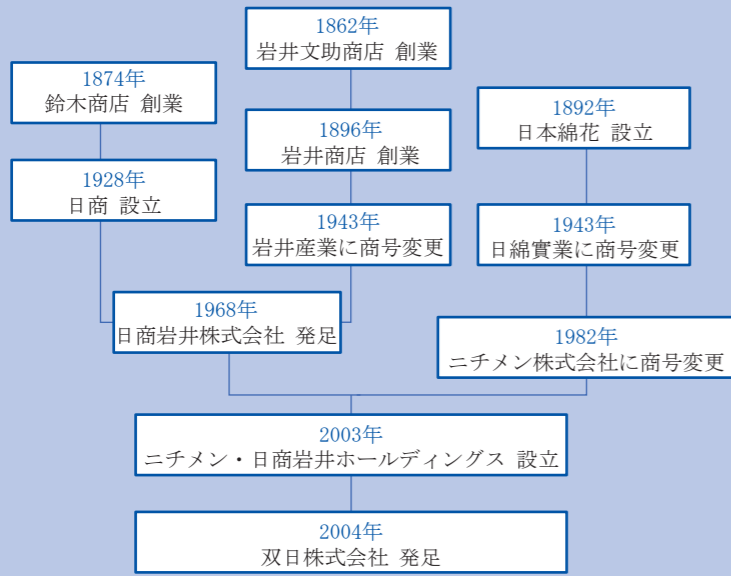 1862年
岩井文助商店 創業
1874年
鈴木商店 創業
1892年
日本綿花 設立
1896年
岩井商店 創業
1928年
日商 設立
1943年
岩井産業に商号変更
1943年
日綿實業に商号変更
1968年
日商岩井株式会社 発足
1982年
ニチメン株式会社に商号変更
2003年
ニチメン・日商岩井ホールディングス 設立
2004年
双日株式会社 発足